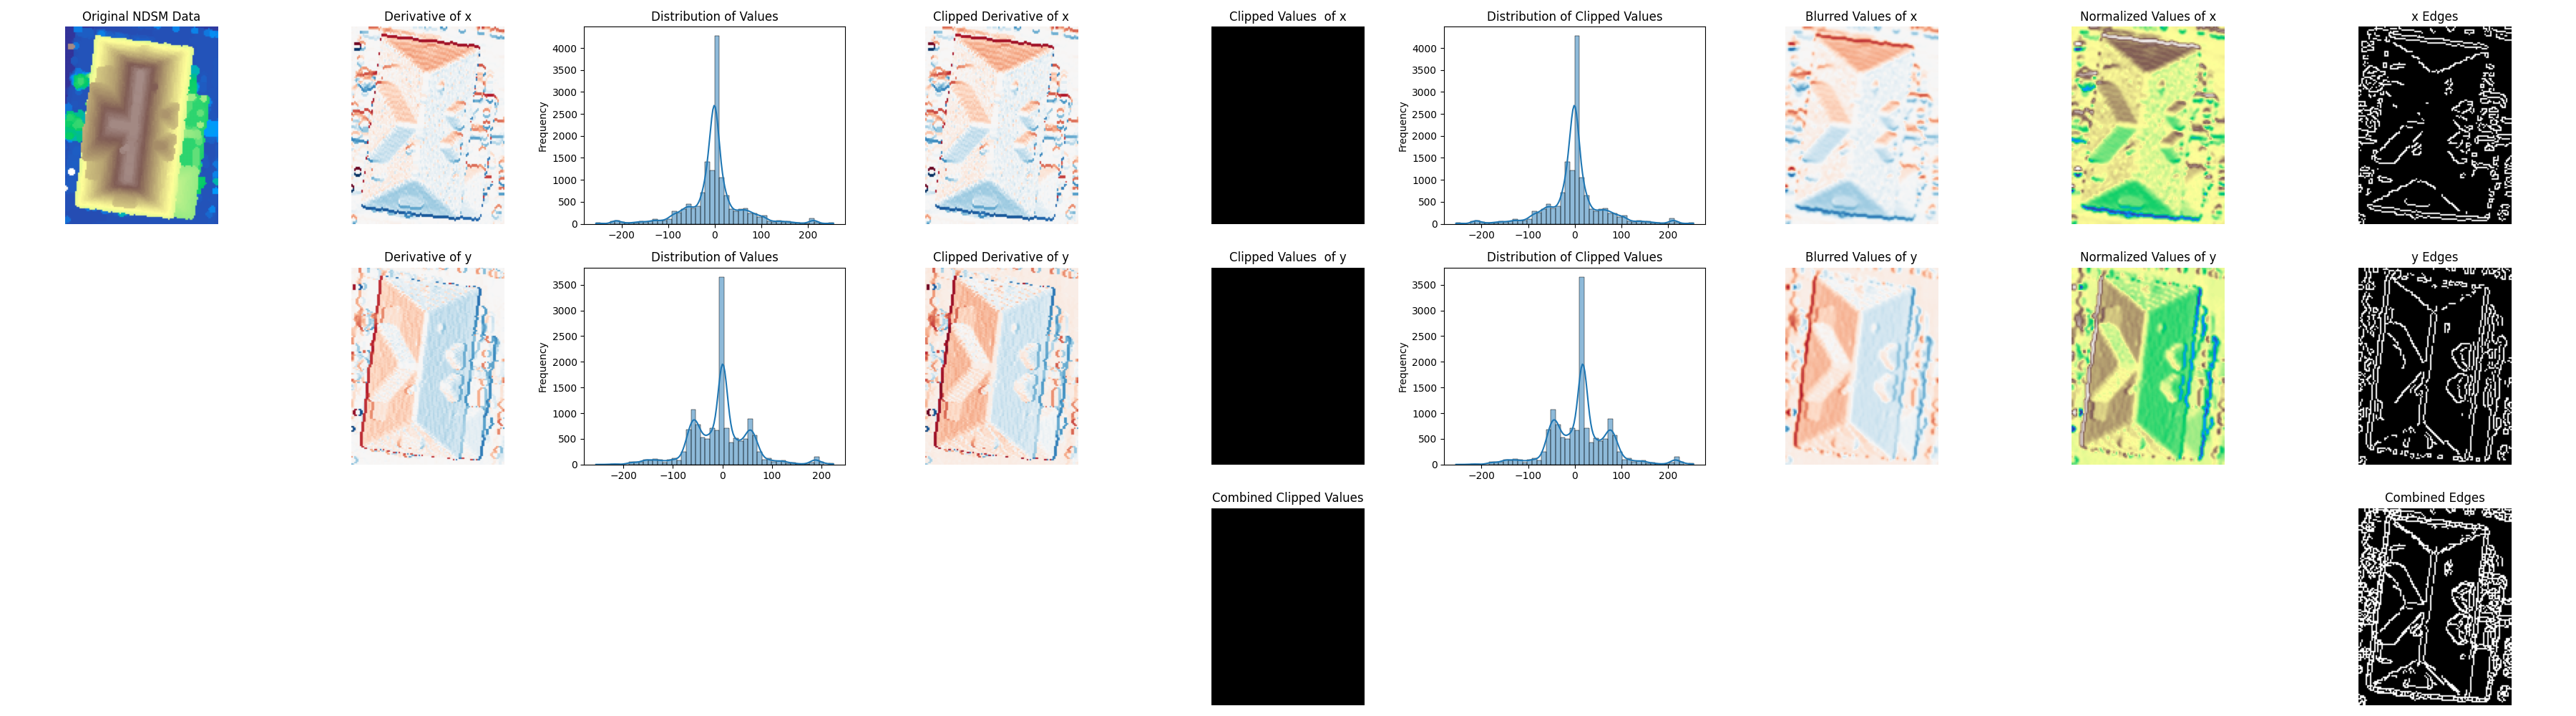 Original NDSM Data
Derivative of x
Distribution of Values
Clipped Derivative of x
Clipped Values  of x
Distribution of Clipped Values
Blurred Values of x
Normalized Values of x
x Edges
Frequency
4000
3500
3000
2500
2000
1500
1000
500
0
−200
−100
0
100
200
Frequency
4000
3500
3000
2500
2000
1500
1000
500
0
−200
−100
0
100
200
Derivative of y
Distribution of Values
Clipped Derivative of y
Clipped Values  of y
Distribution of Clipped Values
Blurred Values of y
Normalized Values of y
y Edges
Frequency
3500
3000
2500
2000
1500
1000
500
0
−200
−100
0
100
200
Frequency
3500
3000
2500
2000
1500
1000
500
0
−200
−100
0
100
200
Combined Clipped Values
Combined Edges